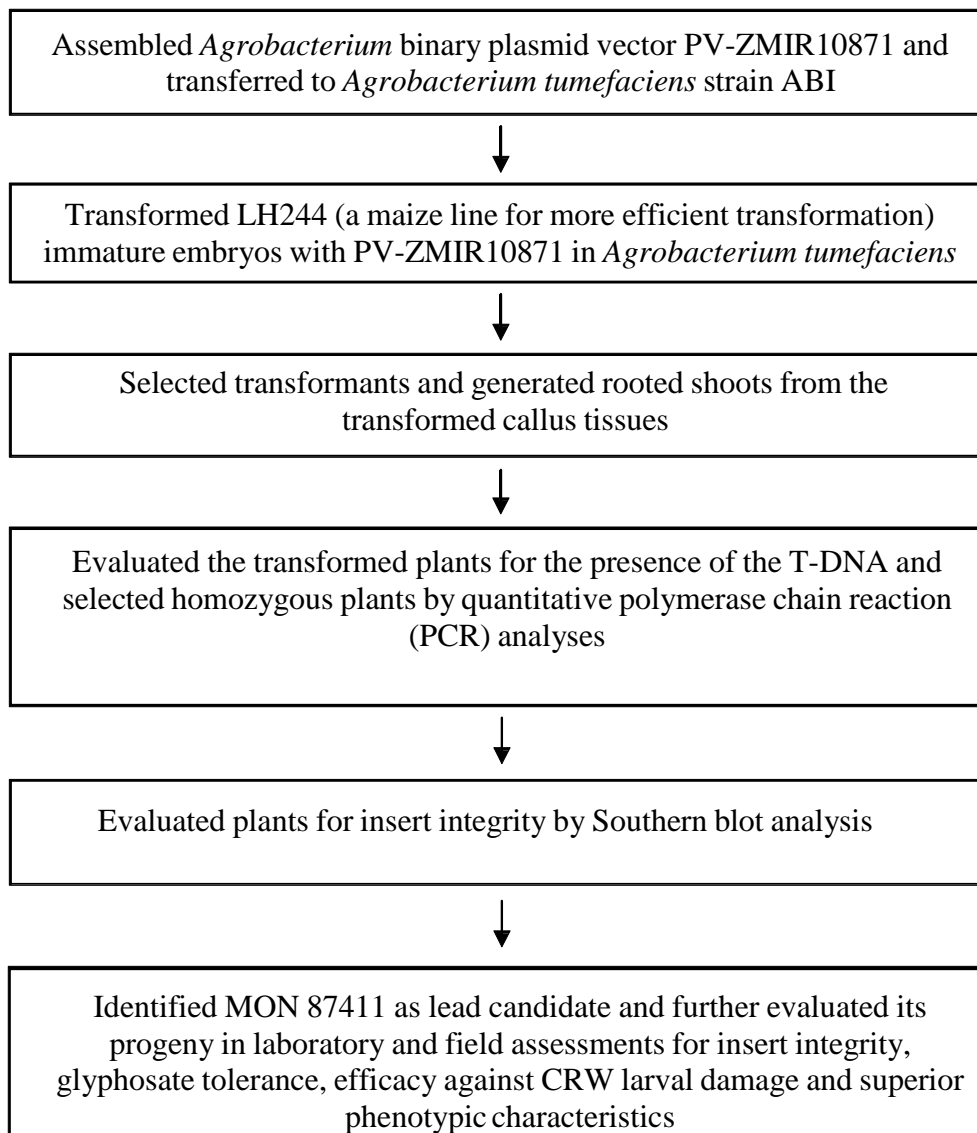 Assembled Agrobacterium binary plasmid vector PV-ZMIR10871 and
transferred to Agrobacterium tumefaciens strain ABI
Transformed LH244 (a maize line for more efficient transformation)
immature embryos with PV-ZMIR10871 in Agrobacterium tumefaciens
Selected transformants and generated rooted shoots from the
transformed callus tissues
Evaluated the transformed plants for the presence of the T-DNA and
selected homozygous plants by quantitative polymerase chain reaction
(PCR) analyses
Evaluated plants for insert integrity by Southern blot analysis
Identified MON 87411 as lead candidate and further evaluated its
progeny in laboratory and field assessments for insert integrity,
glyphosate tolerance, efficacy against CRW larval damage and superior
phenotypic characteristics